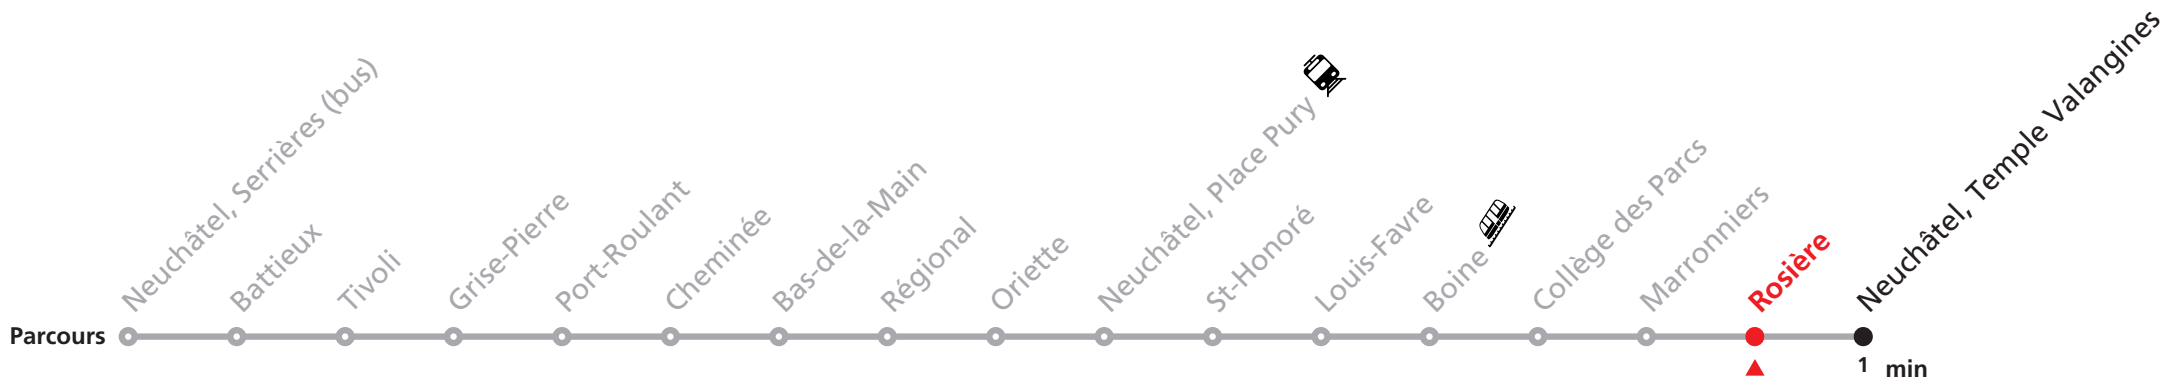 Neuchâtel, Serrières (bus)
Battieux
Tivoli
Grise-Pierre
Port-Roulant
Cheminée
Bas-de-la-Main
Régional
Oriette
Neuchâtel, Place Pury
St-Honoré
Louis-Favre
Boine
Collège des Parcs
Marronniers
Rosière
Neuchâtel, Temple Valangines
Parcours
1 min